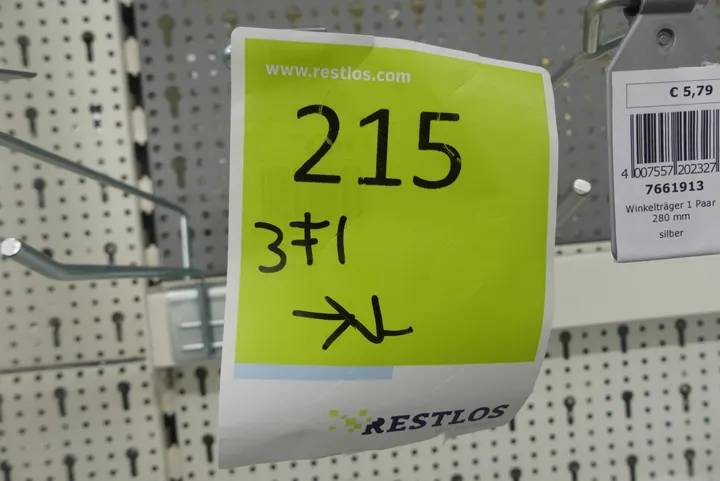 www.restlos.com
215
3‡1
RESTLOS
€ 5,79
4 007557 202327
7661913
Winkelträger 1 Paar
280 mm
silber